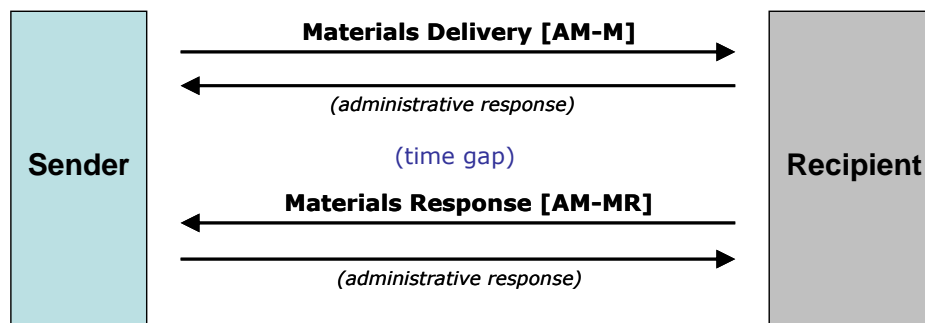 Materials Delivery [AM-M]
(administrative response)
(time gap)
Sender
Recipient
Materials Response [AM-MR]
(administrative response)